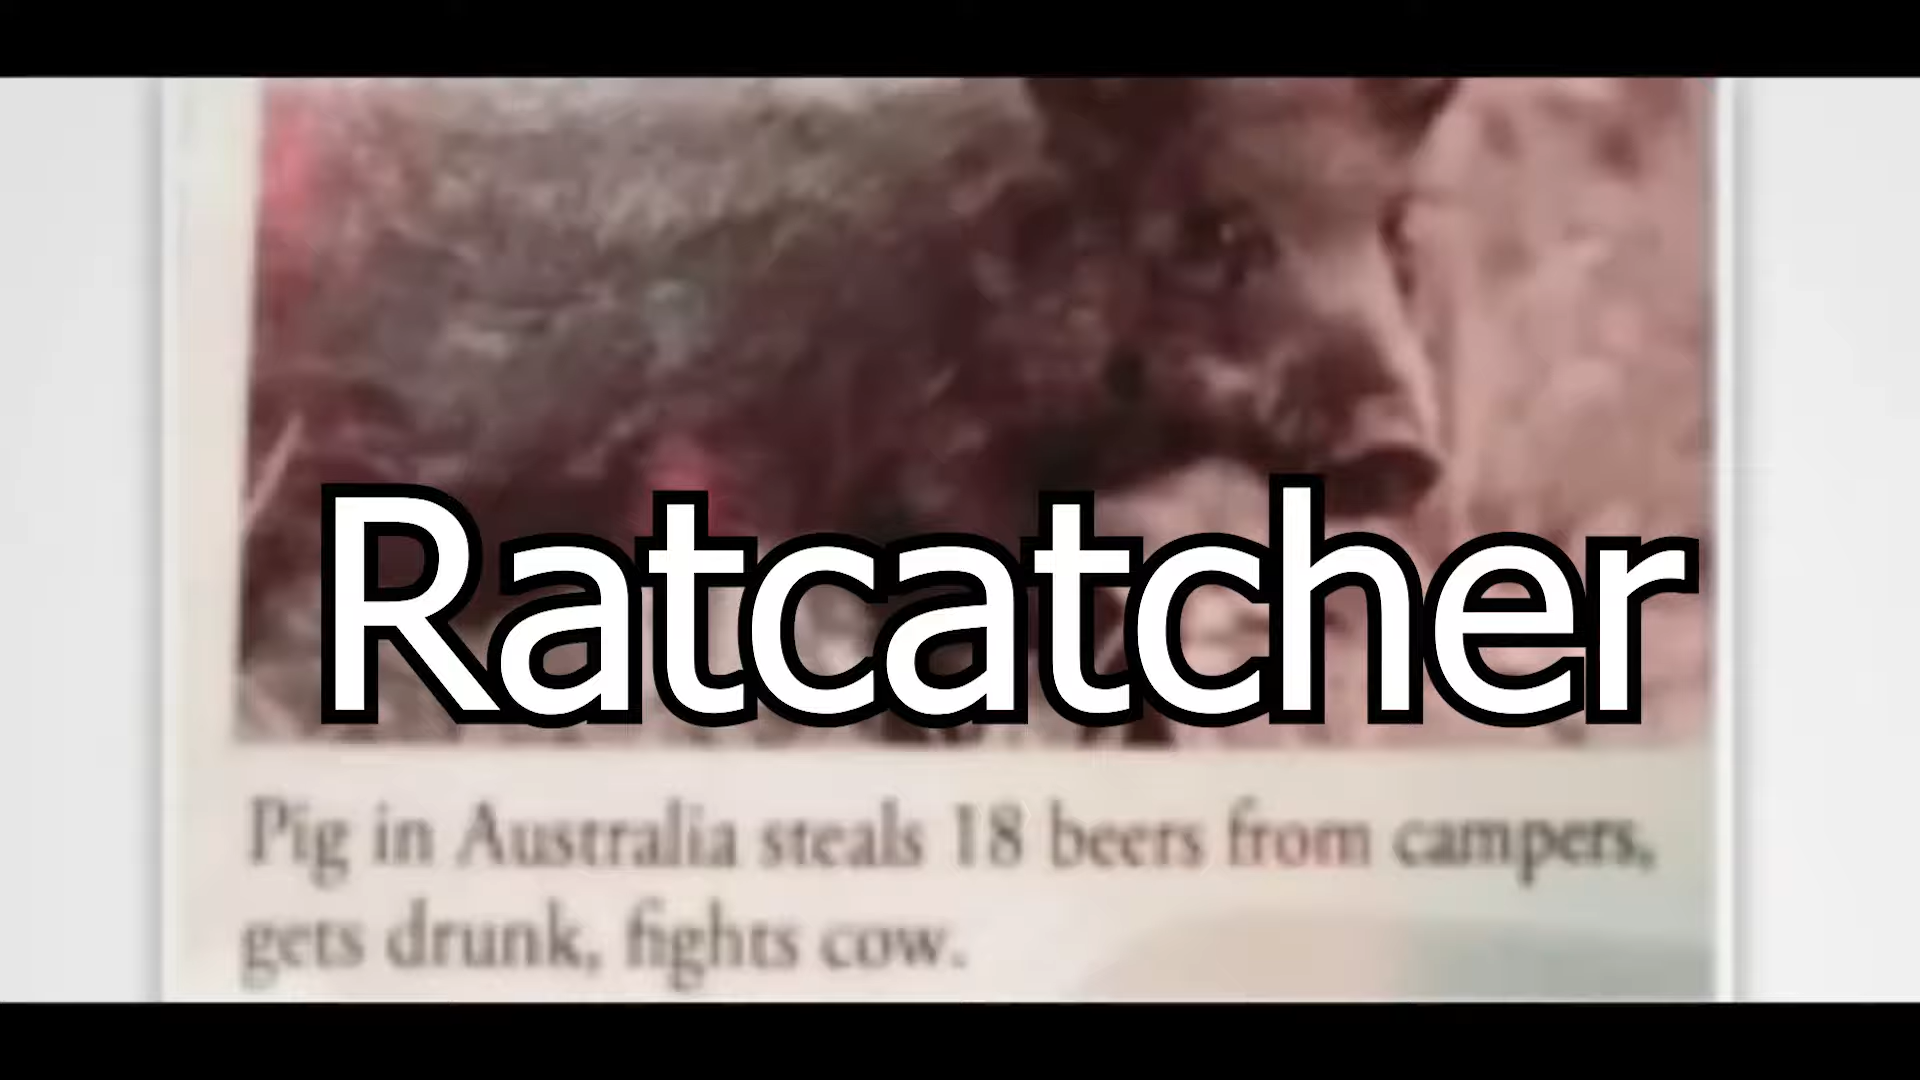 Ratcatcher
Pig in Australia steals 18 beers from campers,
gets drunk, fights cow.